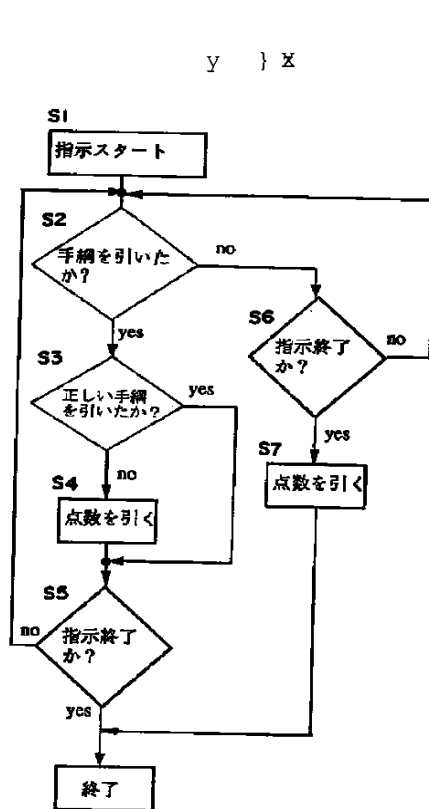 y } X
S1
指示スタート
S2
手綱を引いた
か?
no
yes
S3
正しい手綱
を引いたか?
yes
no
S4
点数を引く
S5
指示終了
か?
no
yes
終了
S6
指示終了
か?
no
yes
S7
点数を引く